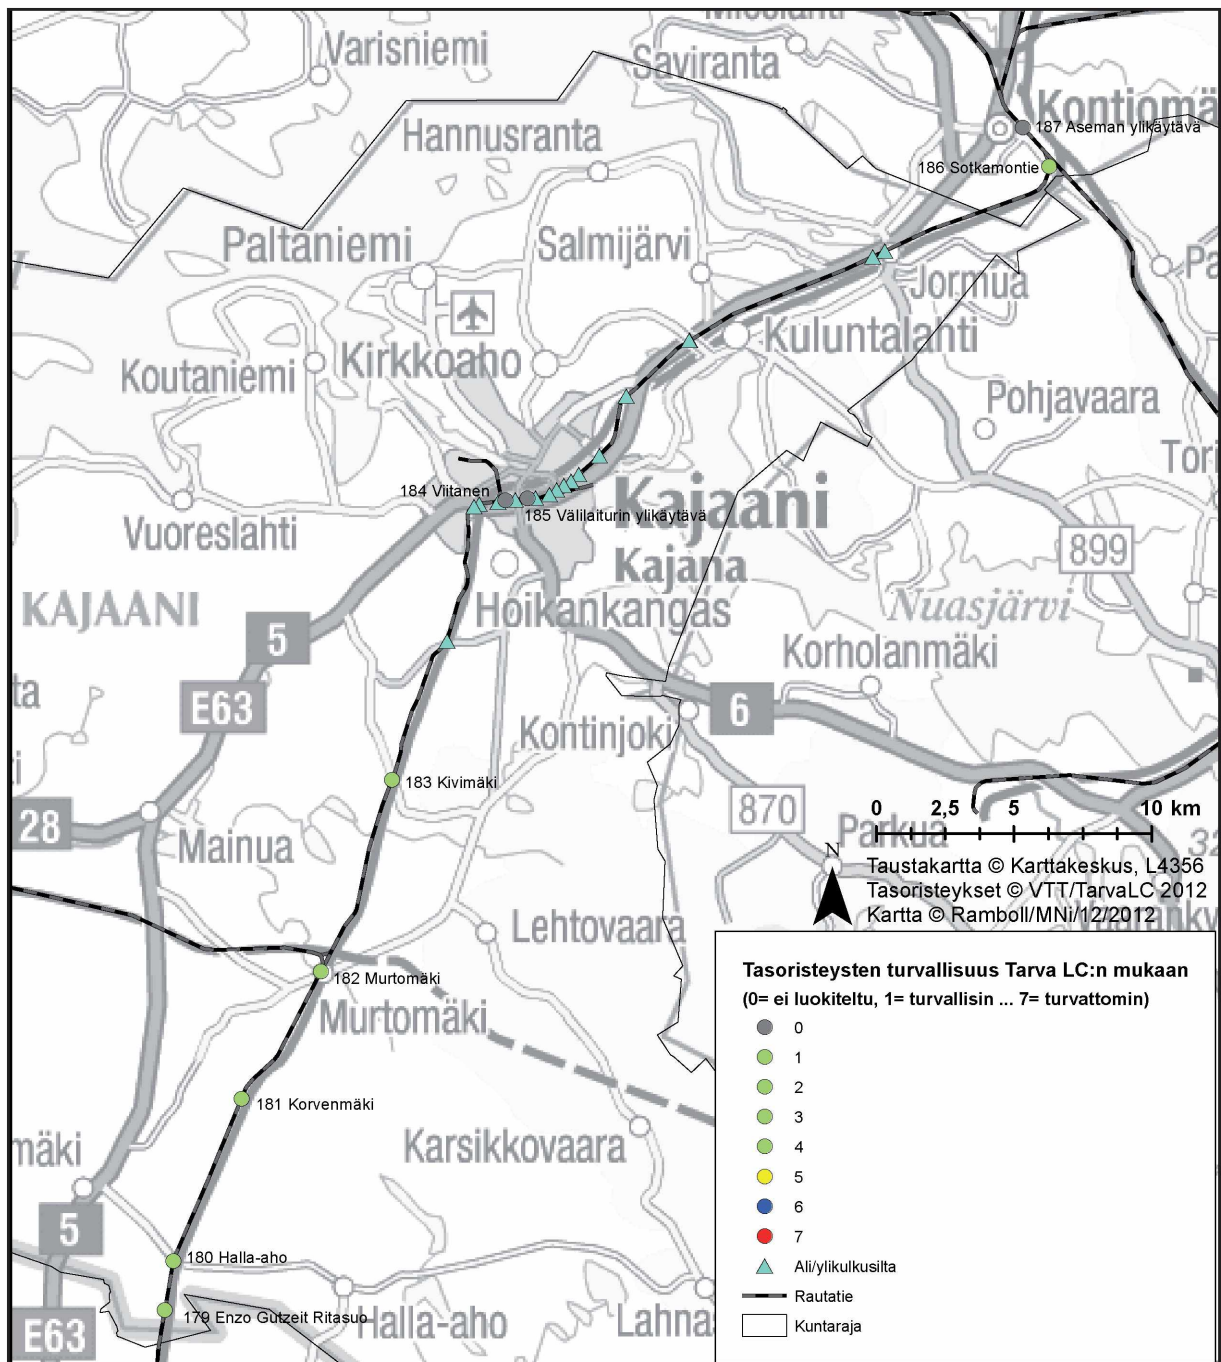 Varisniemi
Saviranta
Hannusranta
187 Aseman ylikäytävä
186 Sotkamontie
Paltaniemi
Salmijärvi
Jormua
Kuluntalahti
Kirkkoaho
Koutaniemi
Pohjavaara
Tori
184 Viitanen
Kajaani
185 Välilaiturin ylikäytävä
Vuoreslahti
899
Kajana
KAJAANI
Hoikankangas
Nuasjärvi
5
Korholanmäki
E63
6
Kontinjoki
183 Kivimäki
870
0 2,5 5 10 km
28
Mainua
Parkua
N
Taustakartta © Karttakeskus, L4356
Tasoristeykset © VTT/TarvaLC 2012
Kartta © Ramboll/MNi/12/2012
Lehtovaara
182 Murtomäki
Murtomäki
181 Korvenmäki
mäki
Karsikkovaara
5
180 Halla-aho
179 Enzo Gutzeit Ritasuo
Halla-aho
Lahnas
E63
Tasoristeysten turvallisuus Tarva LC:n mukaan
(0= ei luokiteltu, 1= turvallisin ... 7= turvattomin)
0
1
2
3
4
5
6
7
Ali/ylikulkusilta
Rautatie
Kuntaraja